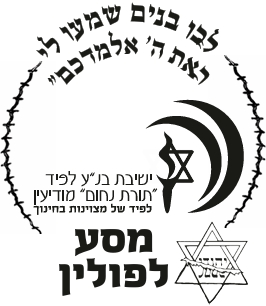 לכו בנים שמעו לי
יראת ה' אלמדכם"
ישיבת בנ"ע לפיד
"תורת נחום" מודיעין
לפיד של מצוינות בחינוך
מסע
לפולין